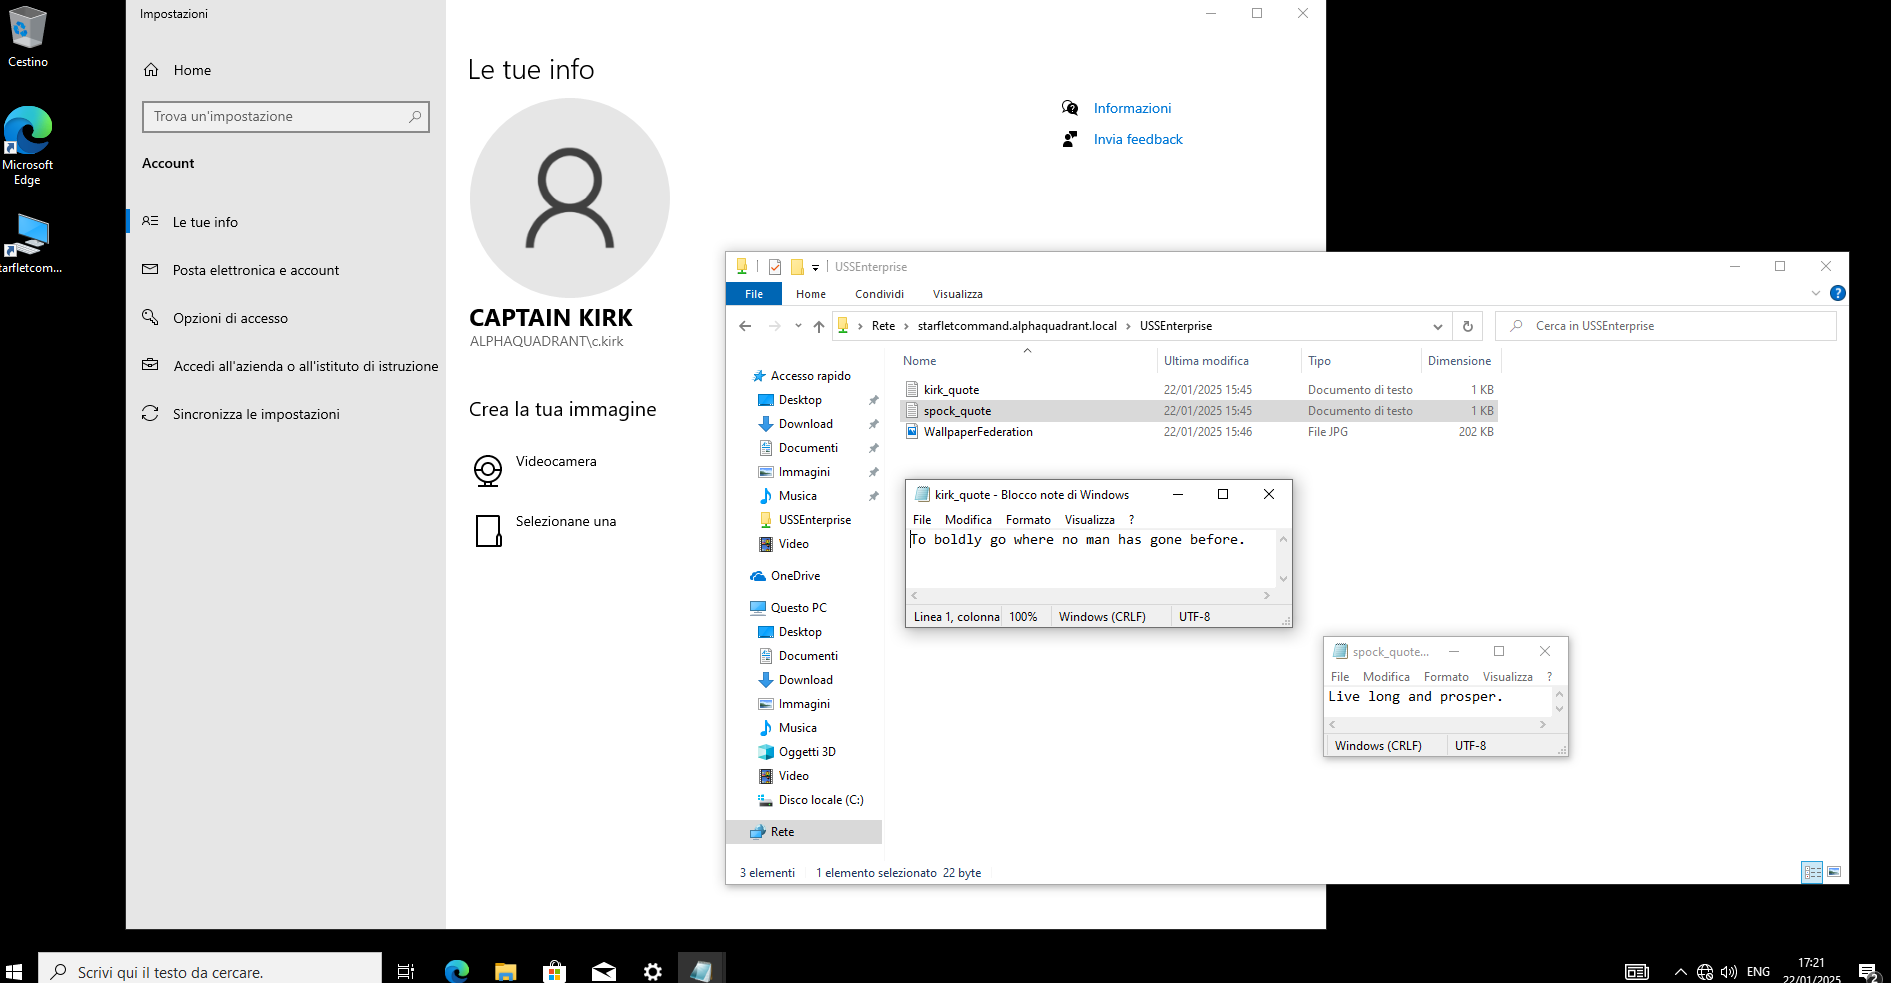 Cestino
Microsoft
Edge
tarfletcom...
Impostazioni
Home
Trova un'impostazione
Account
Le tue info
Posta elettronica e account
Opzioni di accesso
Accedi all'azienda o all'istituto di istruzione
Sincronizza le impostazioni
Le tue info
CAPTAIN KIRK
ALPHAQUADRANT\c.kirk
Crea la tua immagine
Videocamera
Selezionane una
Informazioni
Invia feedback
USSEnterprise
File Home Condividi Visualizza
Rete starfletcommand.alphaquadrant.local USSEnterprise
Cerca in USSEnterprise
Accesso rapido
Desktop
Download
Documenti
Immagini
Musica
USSEnterprise
Video
OneDrive
Questo PC
Desktop
Documenti
Download
Immagini
Musica
Oggetti 3D
Video
Disco locale (C:)
Rete
Nome Ultima modifica Tipo Dimensione
kirk_quote 22/01/2025 15:45 Documento di testo 1 KB
spock_quote 22/01/2025 15:45 Documento di testo 1 KB
WallpaperFederation 22/01/2025 15:46 File JPG 202 KB
kirk_quote - Blocco note di Windows
File Modifica Formato Visualizza ?
To boldly go where no man has gone before.
Linea 1, colonna 100% Windows (CRLF) UTF-8
spock_quote...
File Modifica Formato Visualizza ?
Live long and prosper.
Windows (CRLF) UTF-8
3 elementi 1 elemento selezionato 22 byte
Scrivi qui il testo da cercare.
ENG
17:21
22/01/2025
2